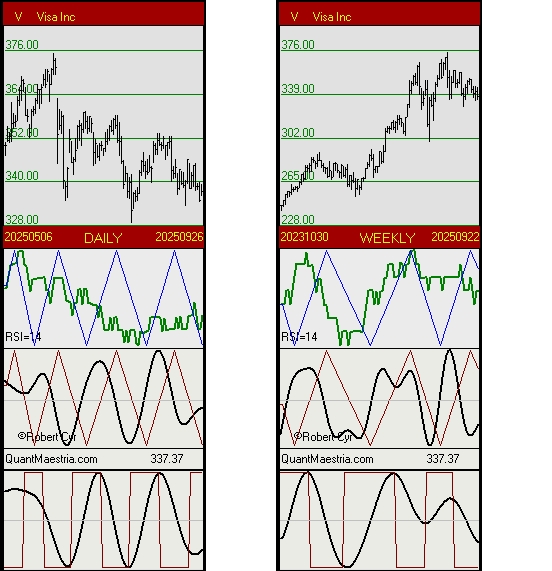 V Visa Inc
376.00
364.00
352.00
340.00
328.00
20250506 DAILY 20250926
RSI=14
©Robert Cyr
QuantMaestria.com 337.37
V Visa Inc
376.00
339.00
302.00
265.00
228.00
20231030 WEEKLY 20250922
RSI=14
©Robert Cyr
QuantMaestria.com 337.37